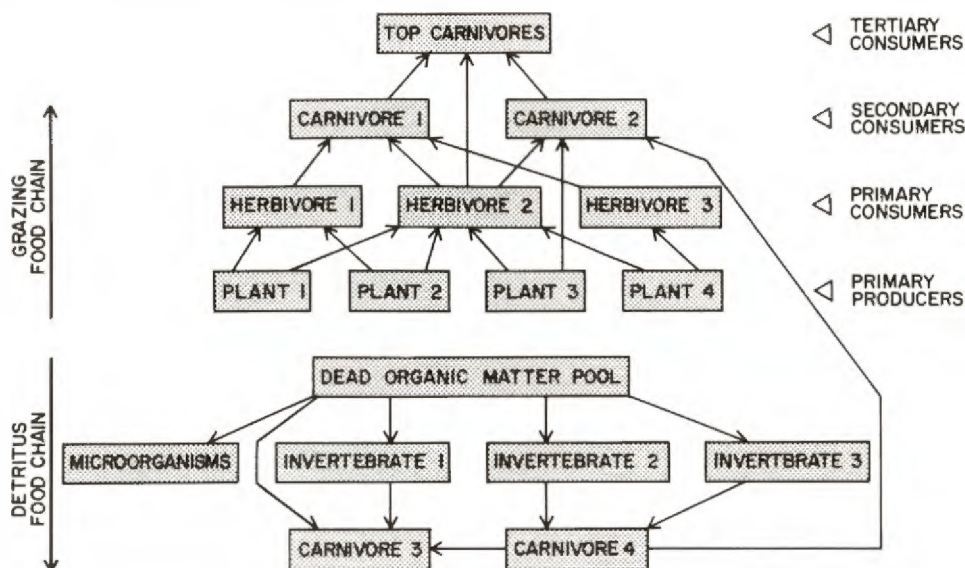 TOP CARNIVORES
TERTIARY
CONSUMERS
CARNIVORE 1
CARNIVORE 2
SECONDARY
CONSUMERS
HERBIVORE 1
HERBIVORE 2
HERBIVORE 3
PRIMARY
CONSUMERS
PLANT 1
PLANT 2
PLANT 3
PLANT 4
PRIMARY
PRODUCERS
GRAZING
FOOD CHAIN
DEAD ORGANIC MATTER POOL
MICROORGANISMS
INVERTEBRATE 1
INVERTEBRATE 2
INVERTBRATE 3
CARNIVORE 3
CARNIVORE 4
DETRITUS
FOOD CHAIN